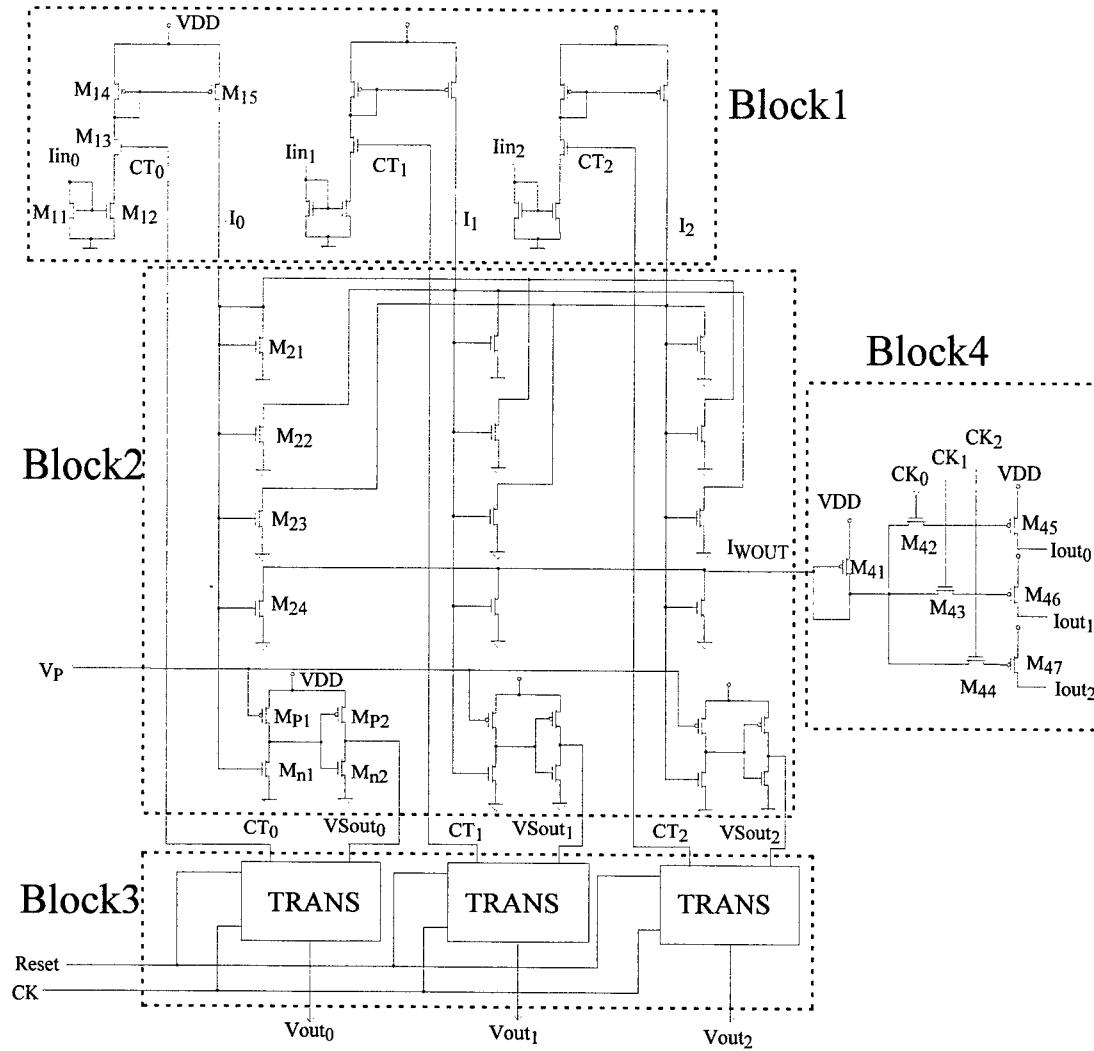 VDD
M14
M15
Block1
M13
Iin0
CT0
Iin1
CT1
Iin2
CT2
M11
M12
I0
I1
I2
M21
Block4
M22
Block2
CK2
CK1
CK0
VDD
VDD
M23
M45
M42
IWOUT
Iout0
M41
M24
M43
M46
Iout1
VP
M47
VDD
M44
Iout2
MP1
MP2
Mn1
Mn2
CT0
VSout0
CT1
VSout1
CT2
VSout2
Block3
TRANS
TRANS
TRANS
Reset
CK
Vout0
Vout1
Vout2